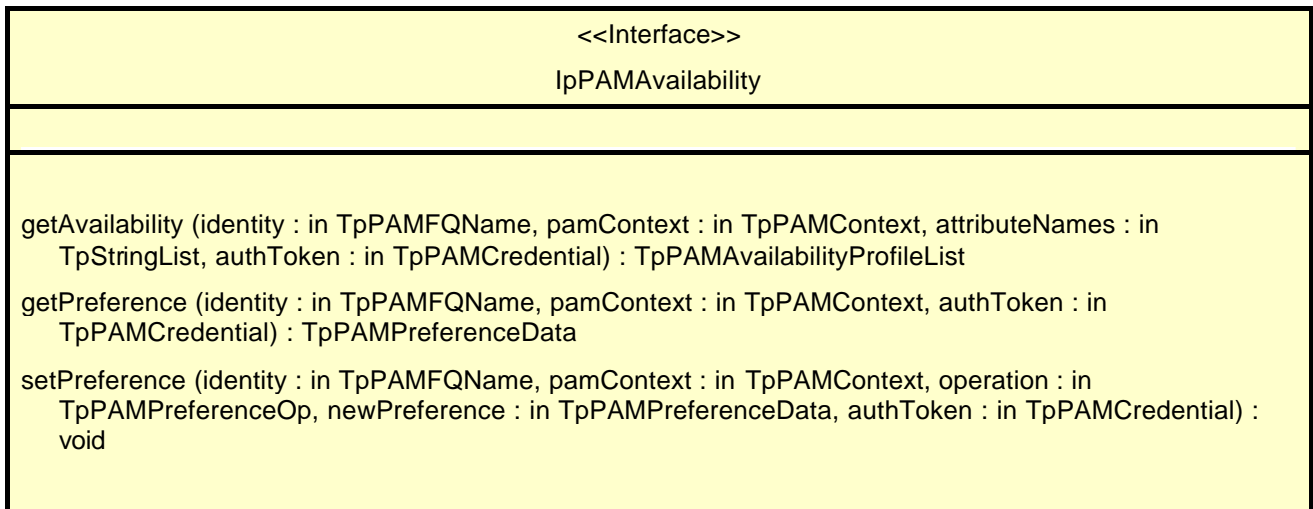 <<Interface>>
IpPAMAvailability
getAvailability (identity : in TpPAMFQName, pamContext : in TpPAMContext, attributeNames : in
TpStringList, authToken : in TpPAMCredential) : TpPAMAvailabilityProfileList
getPreference (identity : in TpPAMFQName, pamContext : in TpPAMContext, authToken : in
TpPAMCredential) : TpPAMPreferenceData
setPreference (identity : in TpPAMFQName, pamContext : in TpPAMContext, operation : in
TpPAMPreferenceOp, newPreference : in TpPAMPreferenceData, authToken : in TpPAMCredential) :
void